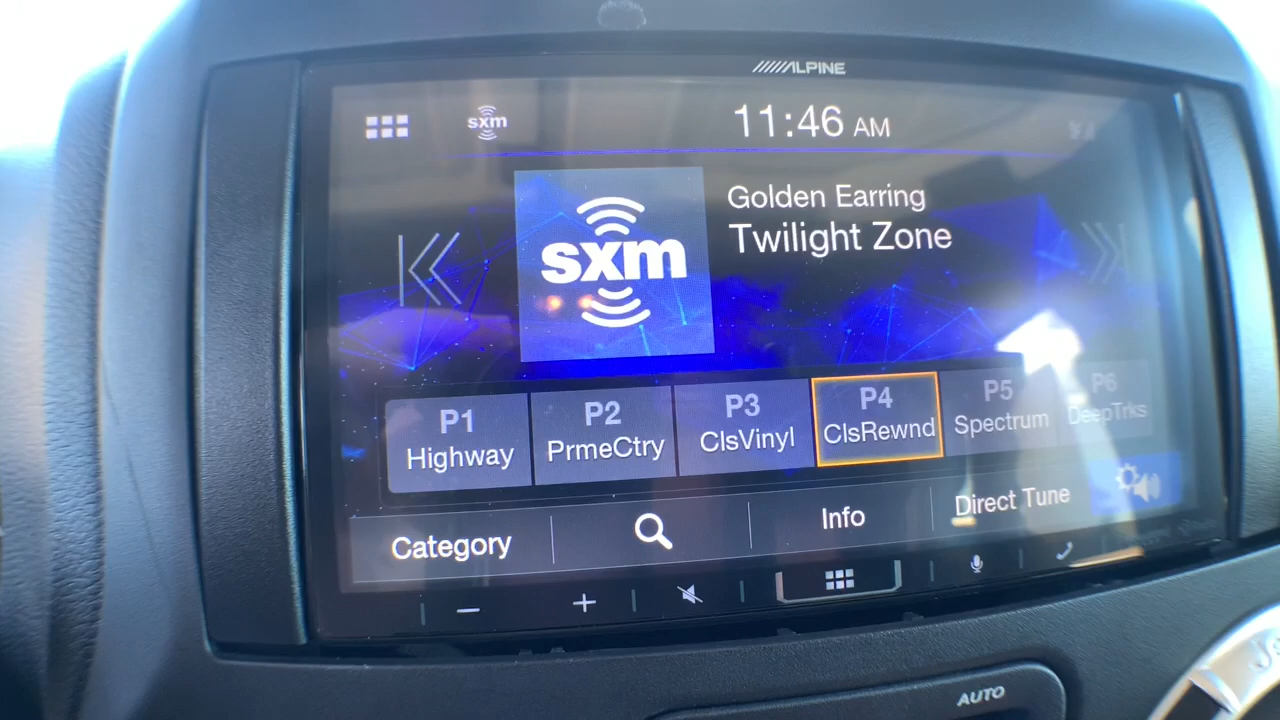 ALPINE
sxm
11:46 AM
Golden Earring
Twilight Zone
sxm
P1
Highway
P2
PrmeCtry
P3
ClsVinyl
P4
ClsRewnd
P5
Spectrum
P6
DeepTrks
Category
Info
Direct Tune
AUTO